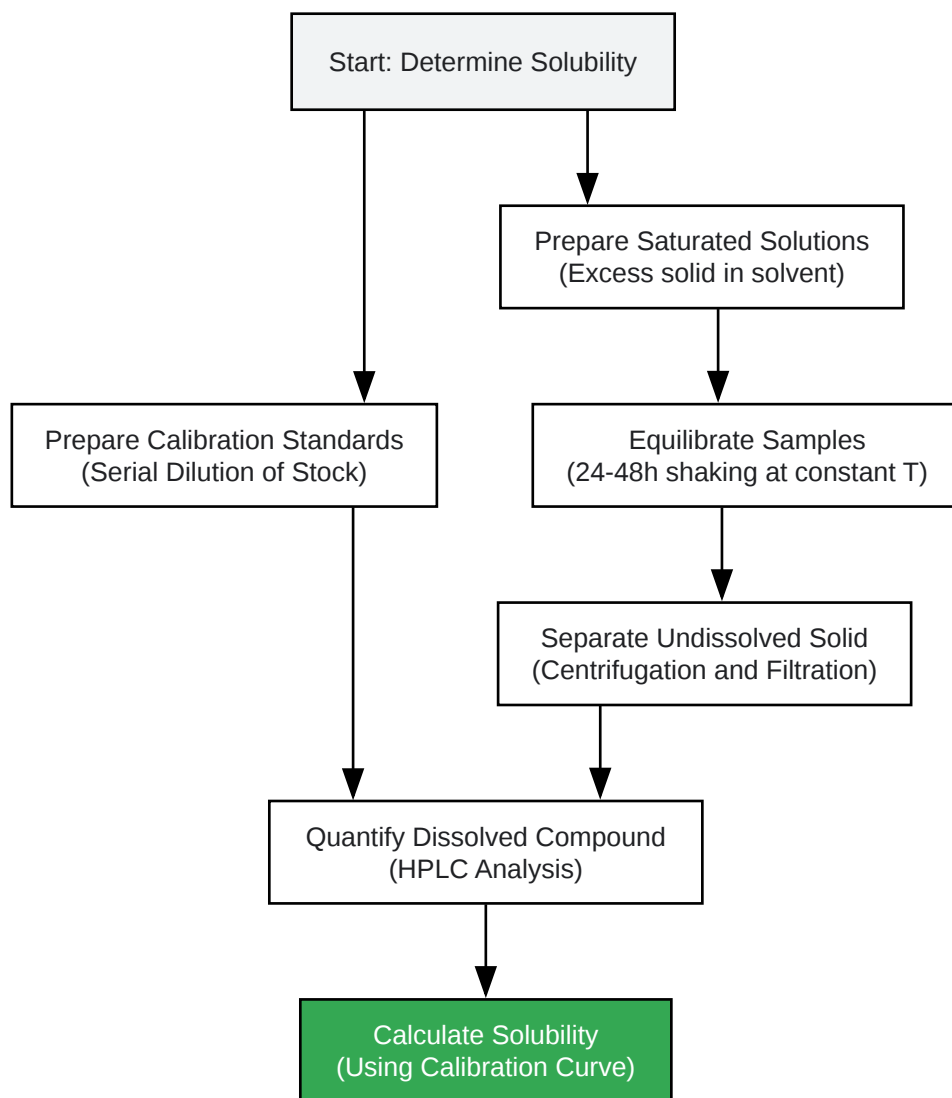 Start: Determine Solubility
Prepare Saturated Solutions
(Excess solid in solvent)
Prepare Calibration Standards
(Serial Dilution of Stock)
Equilibrate Samples
(24-48h shaking at constant T)
Separate Undissolved Solid
(Centrifugation and Filtration)
Quantify Dissolved Compound
(HPLC Analysis)
Calculate Solubility
(Using Calibration Curve)